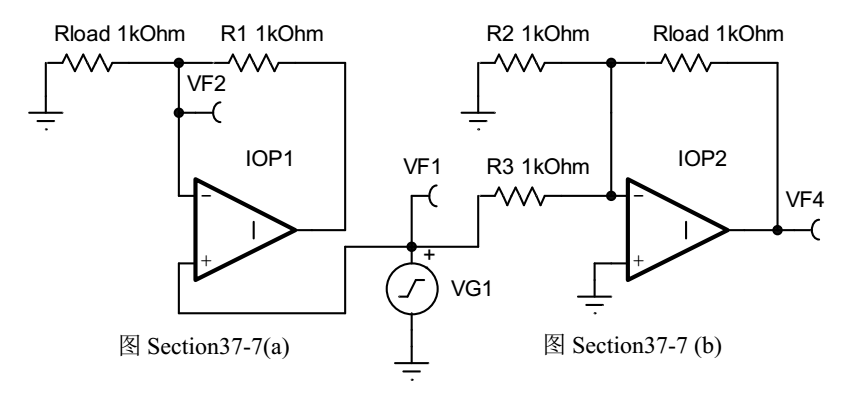 Rload 1kOhm
R1 1kOhm
R2 1kOhm
Rload 1kOhm
VF2
IOP1
VF1
R3 1kOhm
IOP2
VF4
−
I
+
−
I
+
+
VG1
图 Section37-7(a)
图 Section37-7 (b)